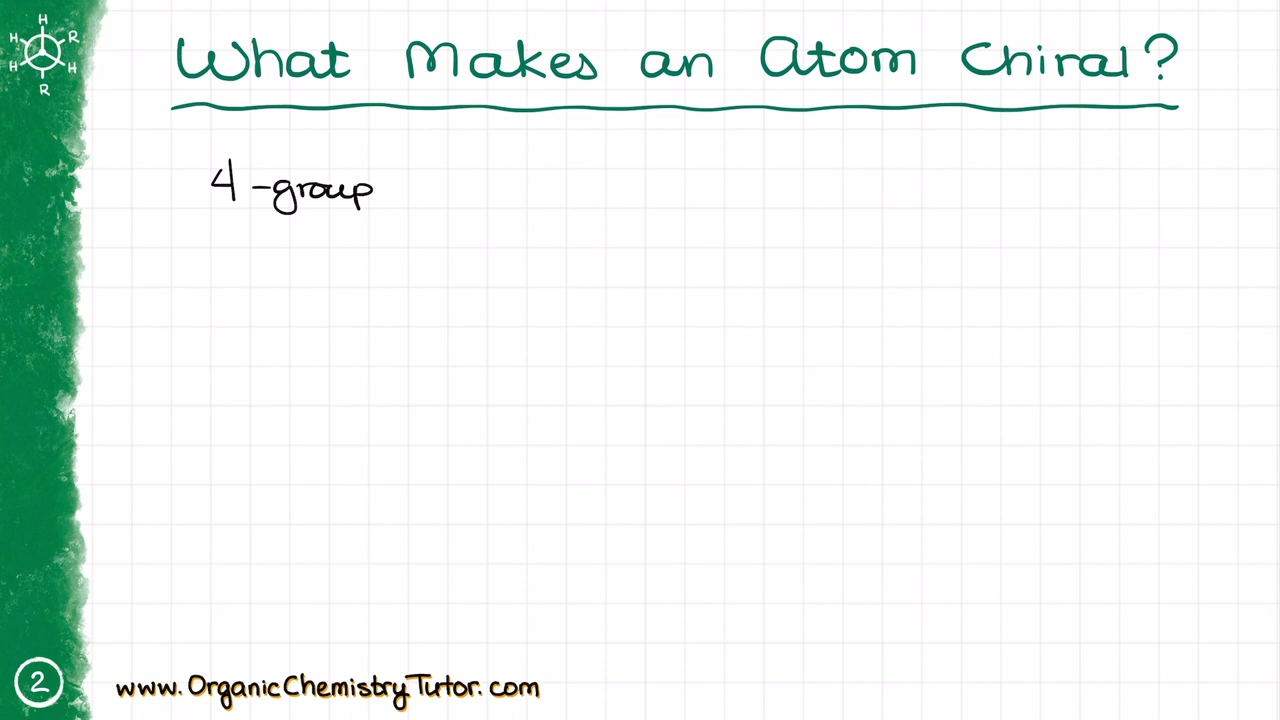 H
H R
H H
R
What Makes an Atom Chiral?
4-group
2
www.OrganicChemistryTutor.com